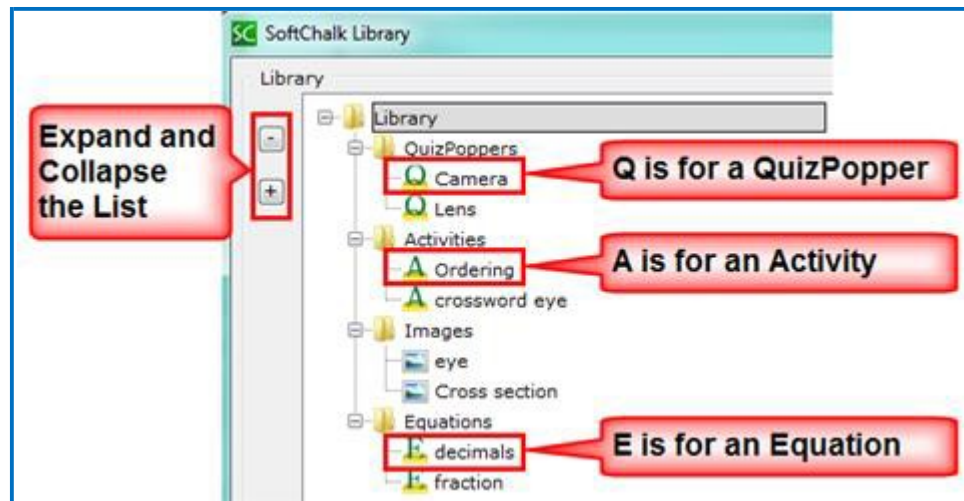 SC SoftChalk Library
Library
Expand and
Collapse
the List
-
+
Library
QuizPoppers
Q Camera
Q is for a QuizPopper
Q Lens
Activities
A Ordering
A is for an Activity
A crossword eye
Images
eye
Cross section
Equations
E decimals
E is for an Equation
E fraction